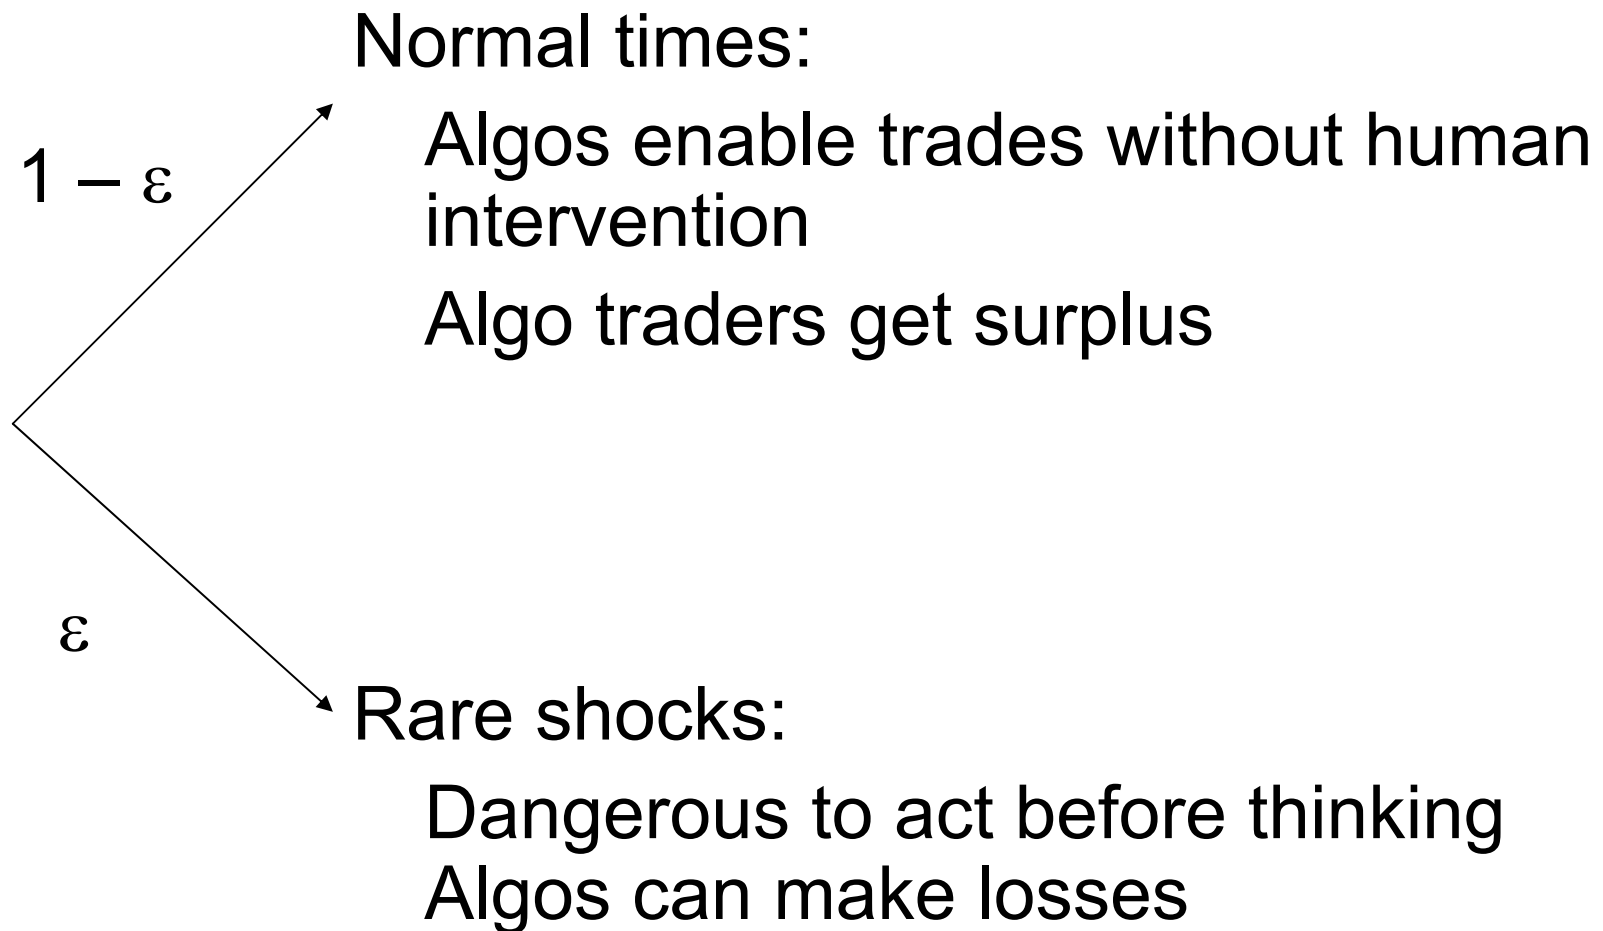 Normal times:
Algos enable trades without human
1 – ε
intervention
Algo traders get surplus
ε
Rare shocks:
Dangerous to act before thinking
Algos can make losses